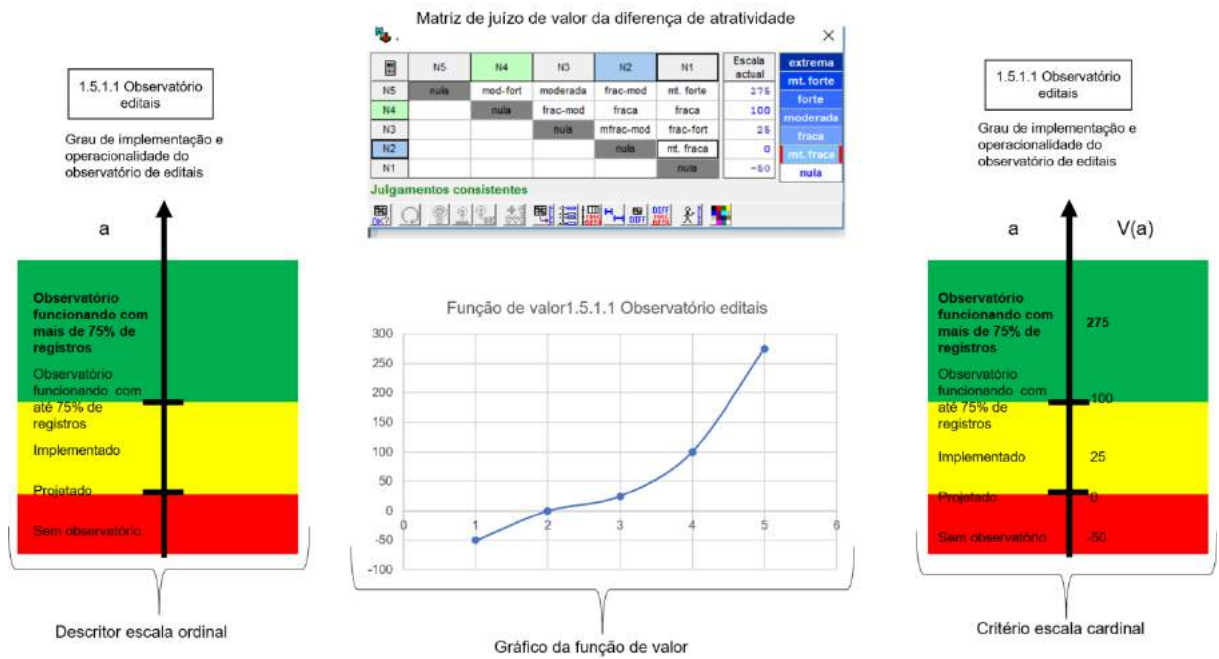 Matriz de juízo de valor da diferença de atratividade
N5 N4 N3 N2 N1 Escala actual extrema
N5 nula mod-fort moderada frac-mod mt. forte 275 mt. forte
N4 nula frac-mod fraca fraca 100 forte
N3 nula mfrac-mod frac-fort 25 moderada
N2 nula mt. fraca 0 fraca
N1 nula -50 mt. fraca
nula
Julgamentos consistentes
1.5.1.1 Observatório
editais
Grau de implementação e
operacionalidade do
observatório de editais
a
Observatório
funcionando com
mais de 75% de
registros
Observatório
funcionando com
até 75% de
registros
Implementado
Projatado
Sem observatório
Descritor escala ordinal
Função de valor1.5.1.1 Observatório editais
300
250
200
150
100
50
0
-50
-100
0 1 2 3 4 5 6
Gráfico da função de valor
1.5.1.1 Observatório
editais
Grau de implementação e
operacionalidade do
observatório de editais
a V(a)
Observatório
funcionando com
mais de 75% de
registros
275
Observatório
funcionando com
até 75% de
registros
100
Implementado 25
Projatado 0
Sem observatório -50
Critério escala cardinal